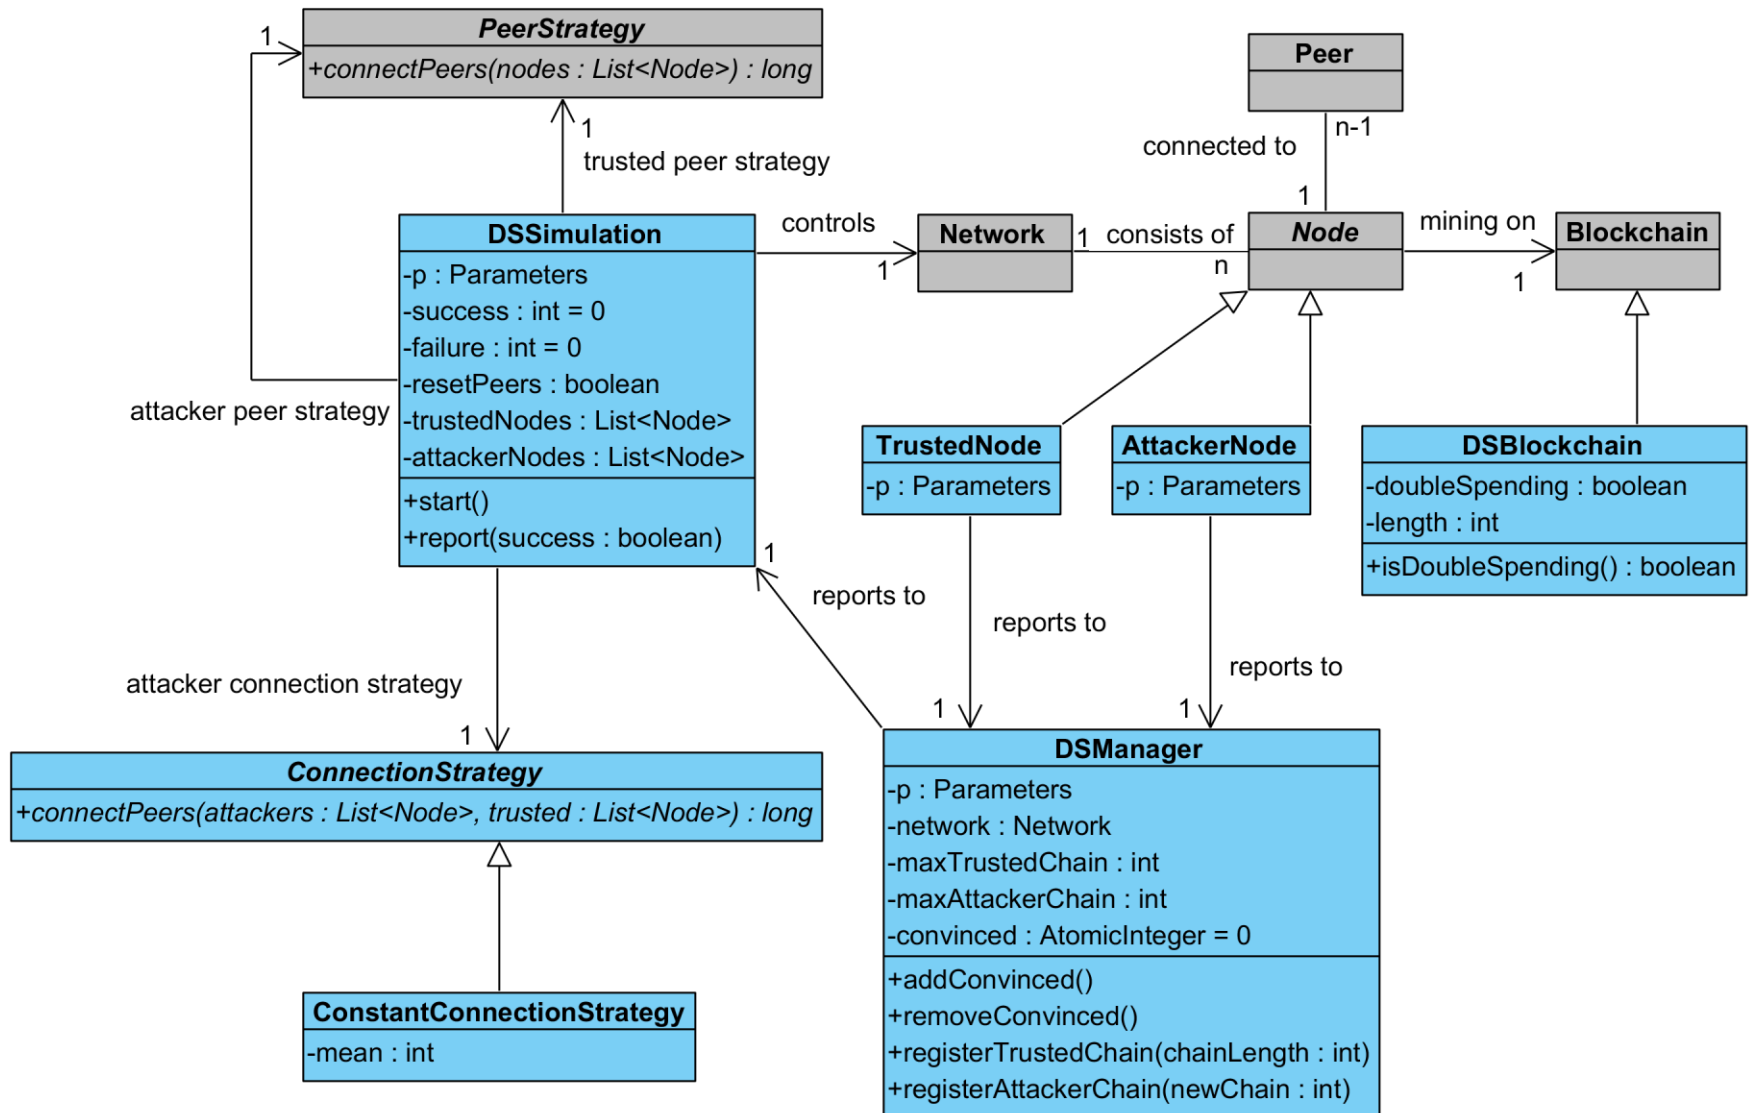 PeerStrategy
+connectPeers(nodes : List<Node>) : long
1
1
trusted peer strategy
attacker peer strategy
Peer
n-1
connected to
1
DSSimulation
-p : Parameters
-success : int = 0
-failure : int = 0
-resetPeers : boolean
-trustedNodes : List<Node>
-attackerNodes : List<Node>
+start()
+report(success : boolean)
controls
1
Network
1
consists of
n
Node
mining on
1
Blockchain
TrustedNode
-p : Parameters
AttackerNode
-p : Parameters
DSBlockchain
-doubleSpending : boolean
-length : int
+isDoubleSpending() : boolean
1
reports to
reports to
reports to
1
1
attacker connection strategy
1
ConnectionStrategy
+connectPeers(attackers : List<Node>, trusted : List<Node>) : long
ConstantConnectionStrategy
-mean : int
DSManager
-p : Parameters
-network : Network
-maxTrustedChain : int
-maxAttackerChain : int
-convinced : AtomicInteger = 0
+addConvinced()
+removeConvinced()
+registerTrustedChain(chainLength : int)
+registerAttackerChain(newChain : int)